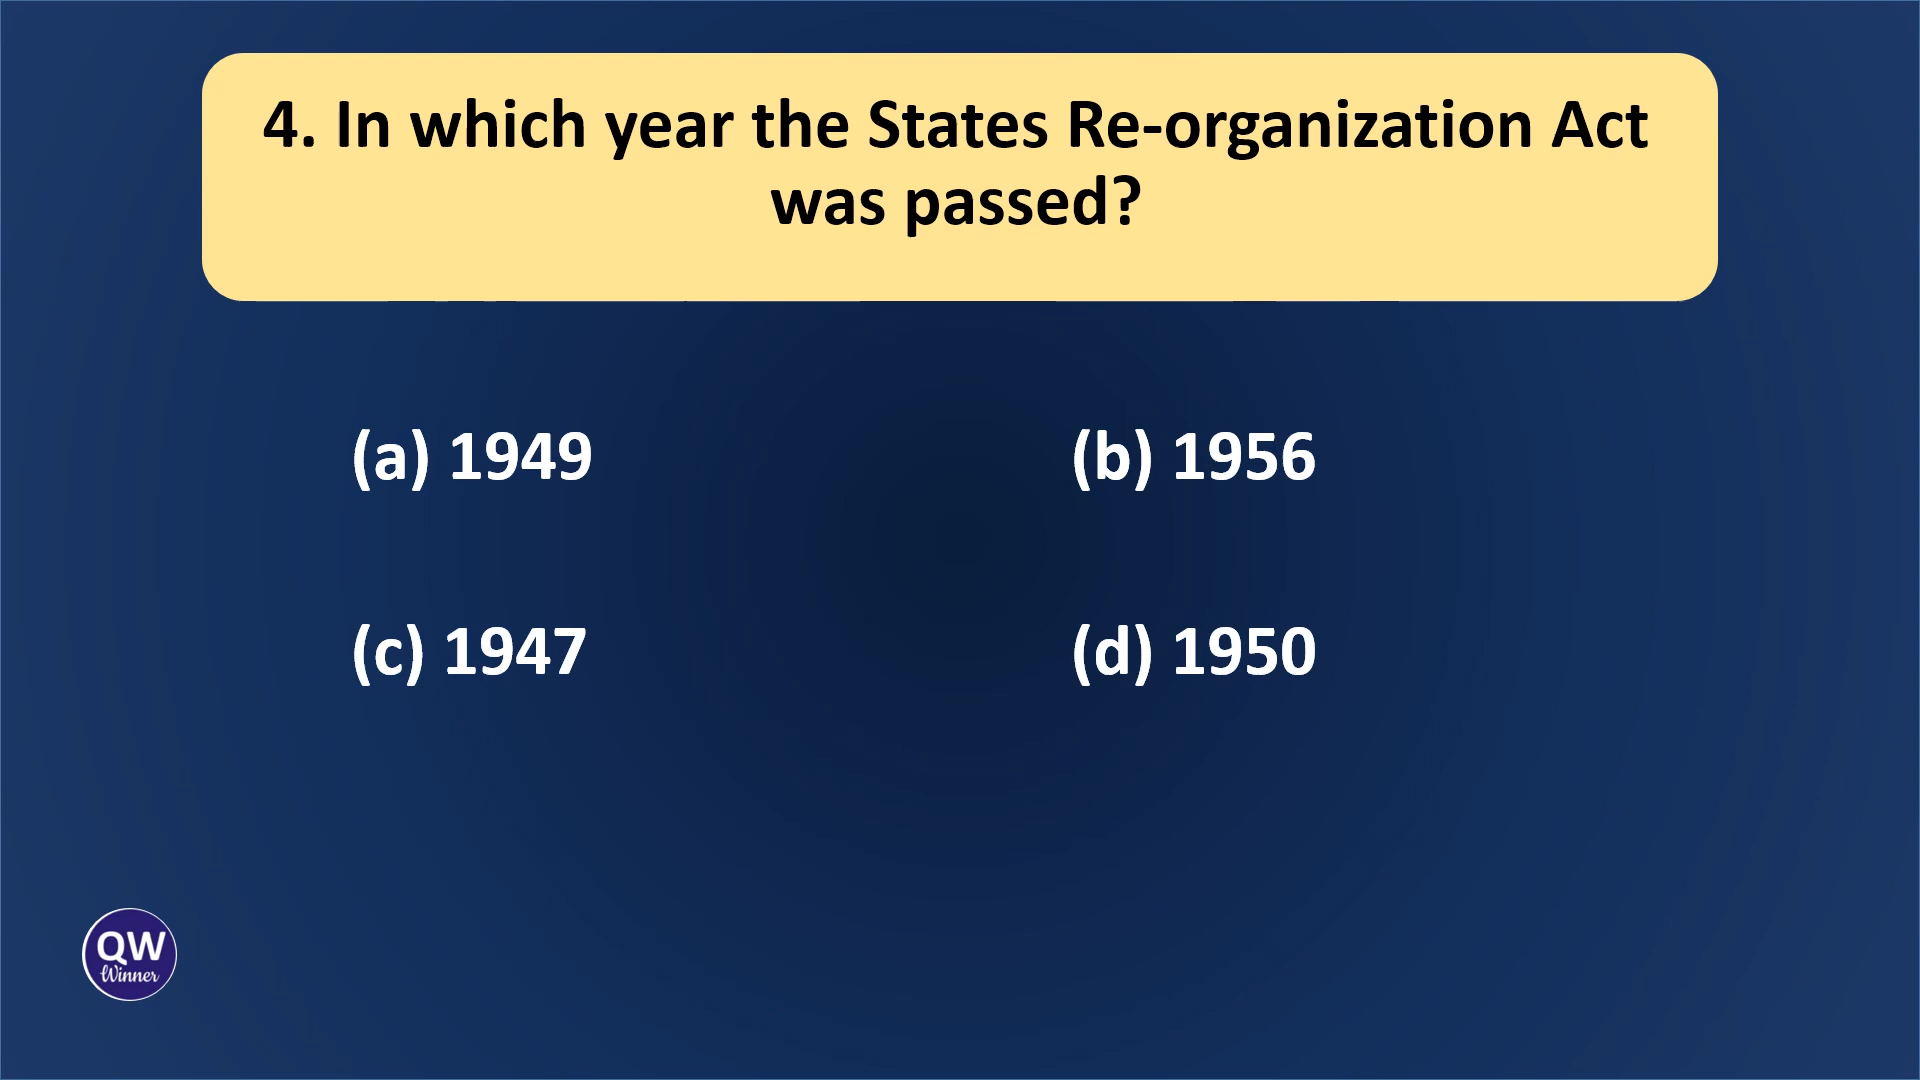 4. In which year the States Re-organization Act
was passed?
(a) 1949
(b) 1956
(c) 1947
(d) 1950
QW
Winner